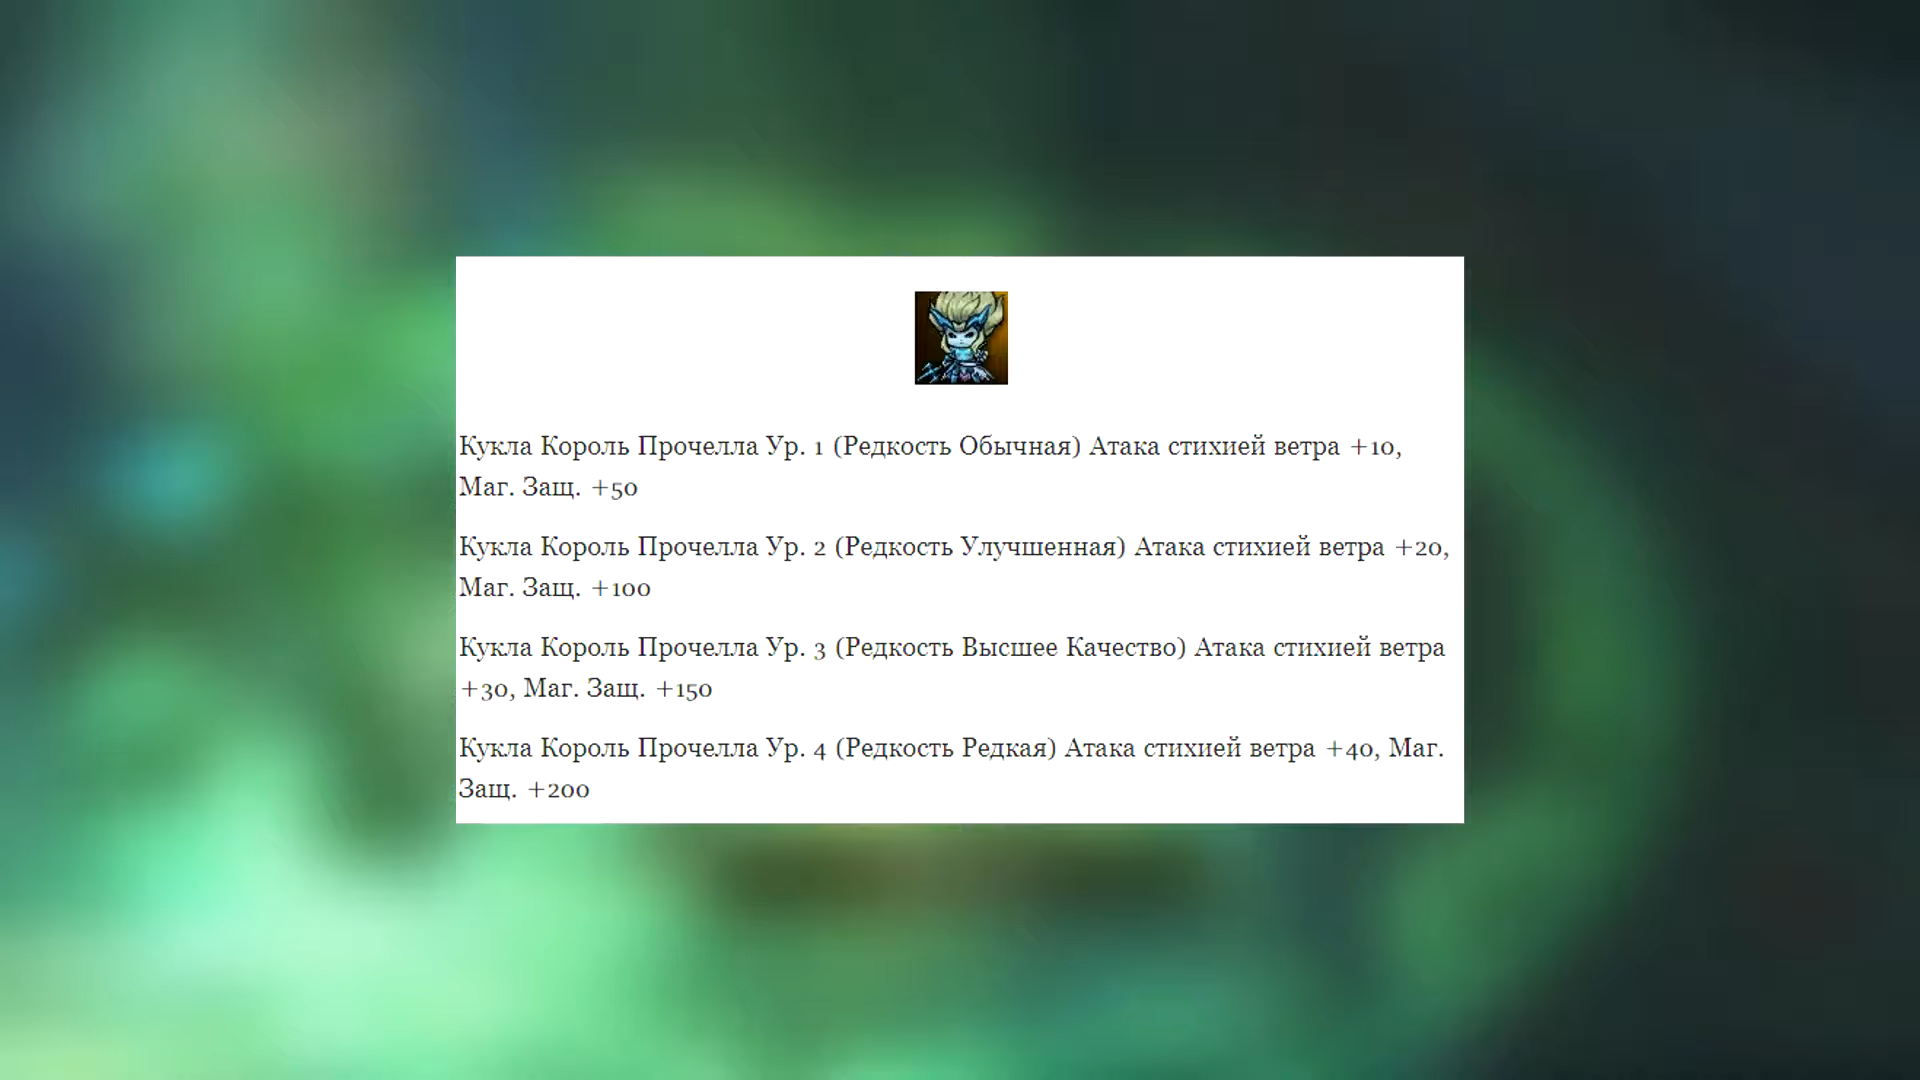 Кукла Король Прочелла Ур. 1 (Редкость Обычная) Атака стихией ветра +10,
Маг. Защ. +50
Кукла Король Прочелла Ур. 2 (Редкость Улучшенная) Атака стихией ветра +20,
Маг. Защ. +100
Кукла Король Прочелла Ур. 3 (Редкость Высшее Качество) Атака стихией ветра
+30, Маг. Защ. +150
Кукла Король Прочелла Ур. 4 (Редкость Редкая) Атака стихией ветра +40, Маг.
Защ. +200